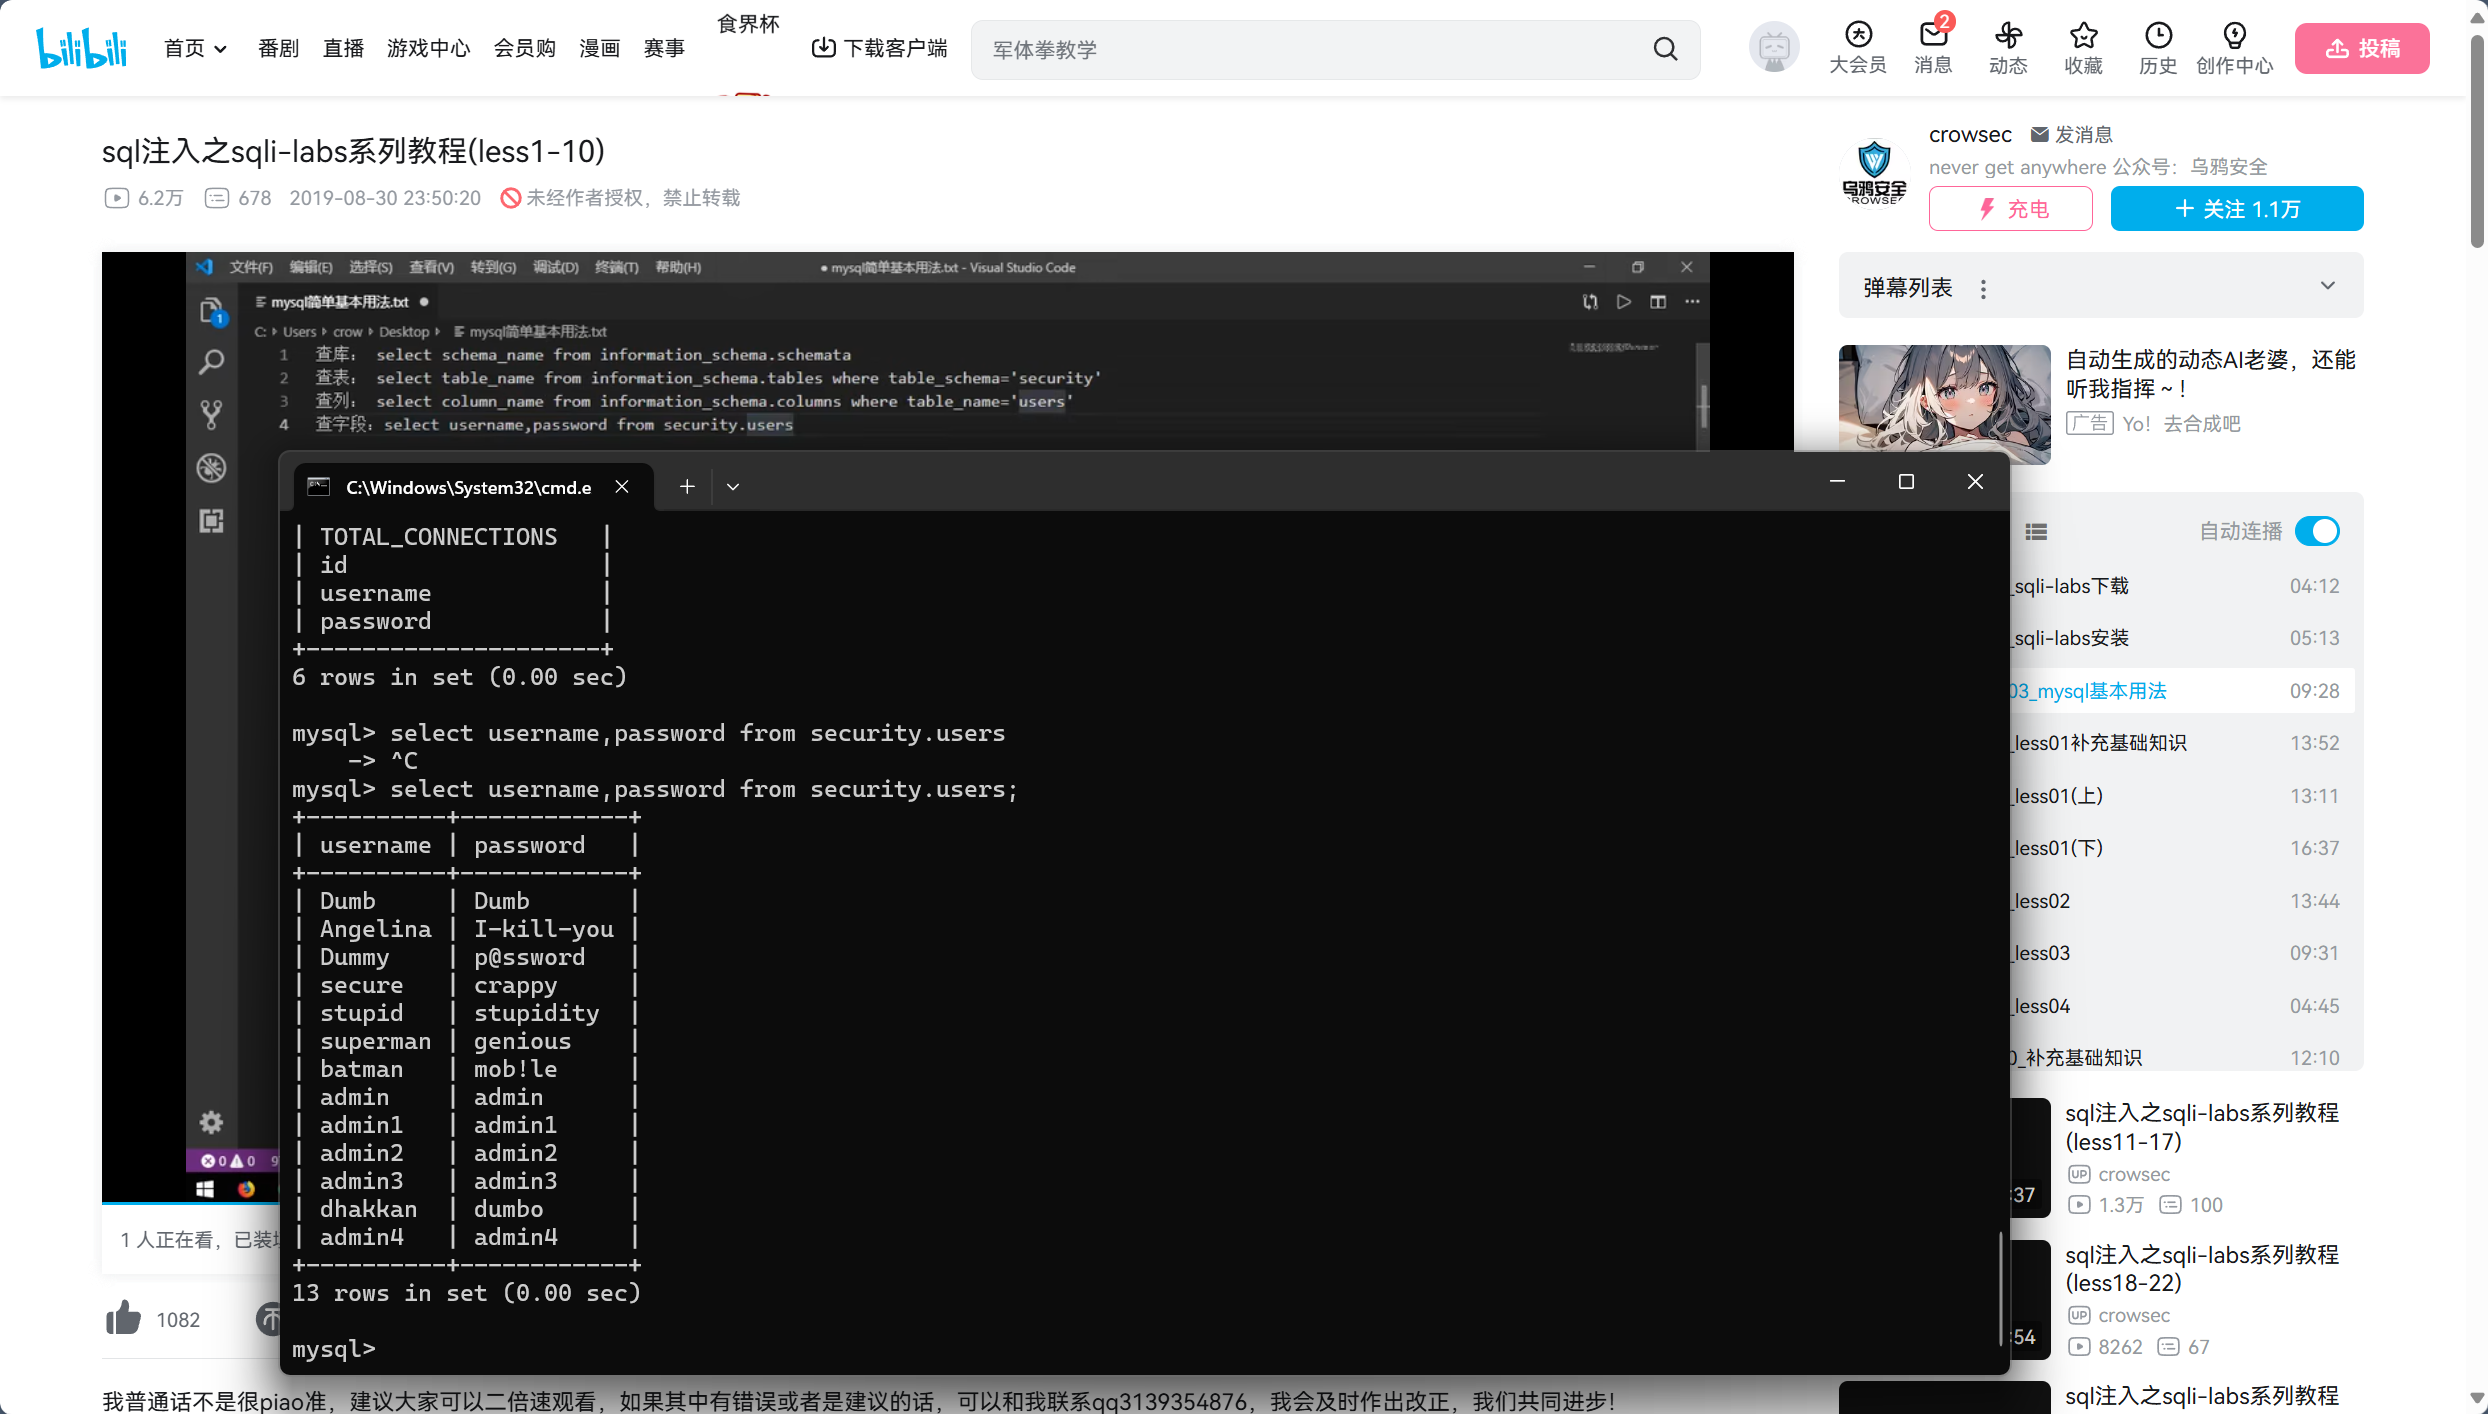 bilibili
首页 番剧 直播 游戏中心 会员购 漫画 赛事 食界杯 下载客户端
军体拳教学
大会员 消息 2 动态 收藏 历史 创作中心 投稿
sql注入之sqli-labs系列教程(less1-10)
6.2万 678 2019-08-30 23:50:20 未经作者授权，禁止转载
乌鸦安全
crowsec 发消息
never get anywhere 公众号：乌鸦安全
充电
+ 关注 1.1万
文件(F) 编辑(E) 选择(S) 查看(V) 转到(G) 调试(D) 终端(T) 帮助(H) ● mysql简单基本用法.txt - Visual Studio Code
1
mysql简单基本用法.txt ●
C: › Users › crow › Desktop › mysql简单基本用法.txt
1 查库： select schema_name from information_schema.schemata
2 查表： select table_name from information_schema.tables where table_schema='security'
3 查列： select column_name from information_schema.columns where table_name='users'
4 查字段：select username,password from security.users
0 0
C:\Windows\System32\cmd.e
| TOTAL_CONNECTIONS |
| id |
| username |
| password |
+---------------------+
6 rows in set (0.00 sec)
mysql> select username,password from security.users
-> ^C
mysql> select username,password from security.users;
+----------+------------+
| username | password |
+----------+------------+
| Dumb | Dumb |
| Angelina | I-kill-you |
| Dummy | p@ssword |
| secure | crappy |
| stupid | stupidity |
| superman | genious |
| batman | mob!le |
| admin | admin |
| admin1 | admin1 |
| admin2 | admin2 |
| admin3 | admin3 |
| dhakkan | dumbo |
| admin4 | admin4 |
+----------+------------+
13 rows in set (0.00 sec)
mysql>
弹幕列表
自动生成的动态AI老婆，还能
听我指挥～！
广告 Yo！去合成吧
自动连播
_sqli-labs下载 04:12
_sqli-labs安装 05:13
03_mysql基本用法 09:28
_less01补充基础知识 13:52
_less01(上) 13:11
_less01(下) 16:37
_less02 13:44
_less03 09:31
_less04 04:45
0_补充基础知识 12:10
:37
sql注入之sqli-labs系列教程
(less11-17)
UP crowsec
1.3万 100
:54
sql注入之sqli-labs系列教程
(less18-22)
UP crowsec
8262 67
sql注入之sqli-labs系列教程
1 人正在看，已装
1082
我普通话不是很piao准，建议大家可以二倍速观看，如果其中有错误或者是建议的话，可以和我联系qq3139354876，我会及时作出改正，我们共同进步！